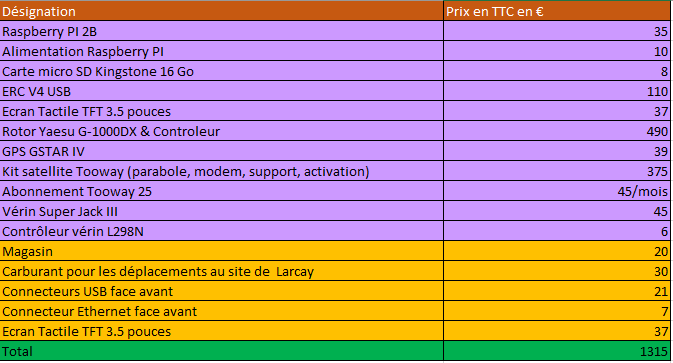 Désignation Prix en TTC en €
Raspberry PI 2B 35
Alimentation Raspberry PI 10
Carte micro SD Kingstone 16 Go 8
ERC V4 USB 110
Ecran Tactile TFT 3.5 pouces 37
Rotor Yaesu G-1000DX & Controleur 490
GPS GSTAR IV 39
Kit satellite Tooway (parabole, modem, support, activation) 375
Abonnement Tooway 25 45/mois
Vérin Super Jack III 45
Contrôleur vérin L298N 6
Magasin 20
Carburant pour les déplacements au site de Larcay 30
Connecteurs USB face avant 21
Connecteur Ethernet face avant 7
Ecran Tactile TFT 3.5 pouces 37
Total 1315